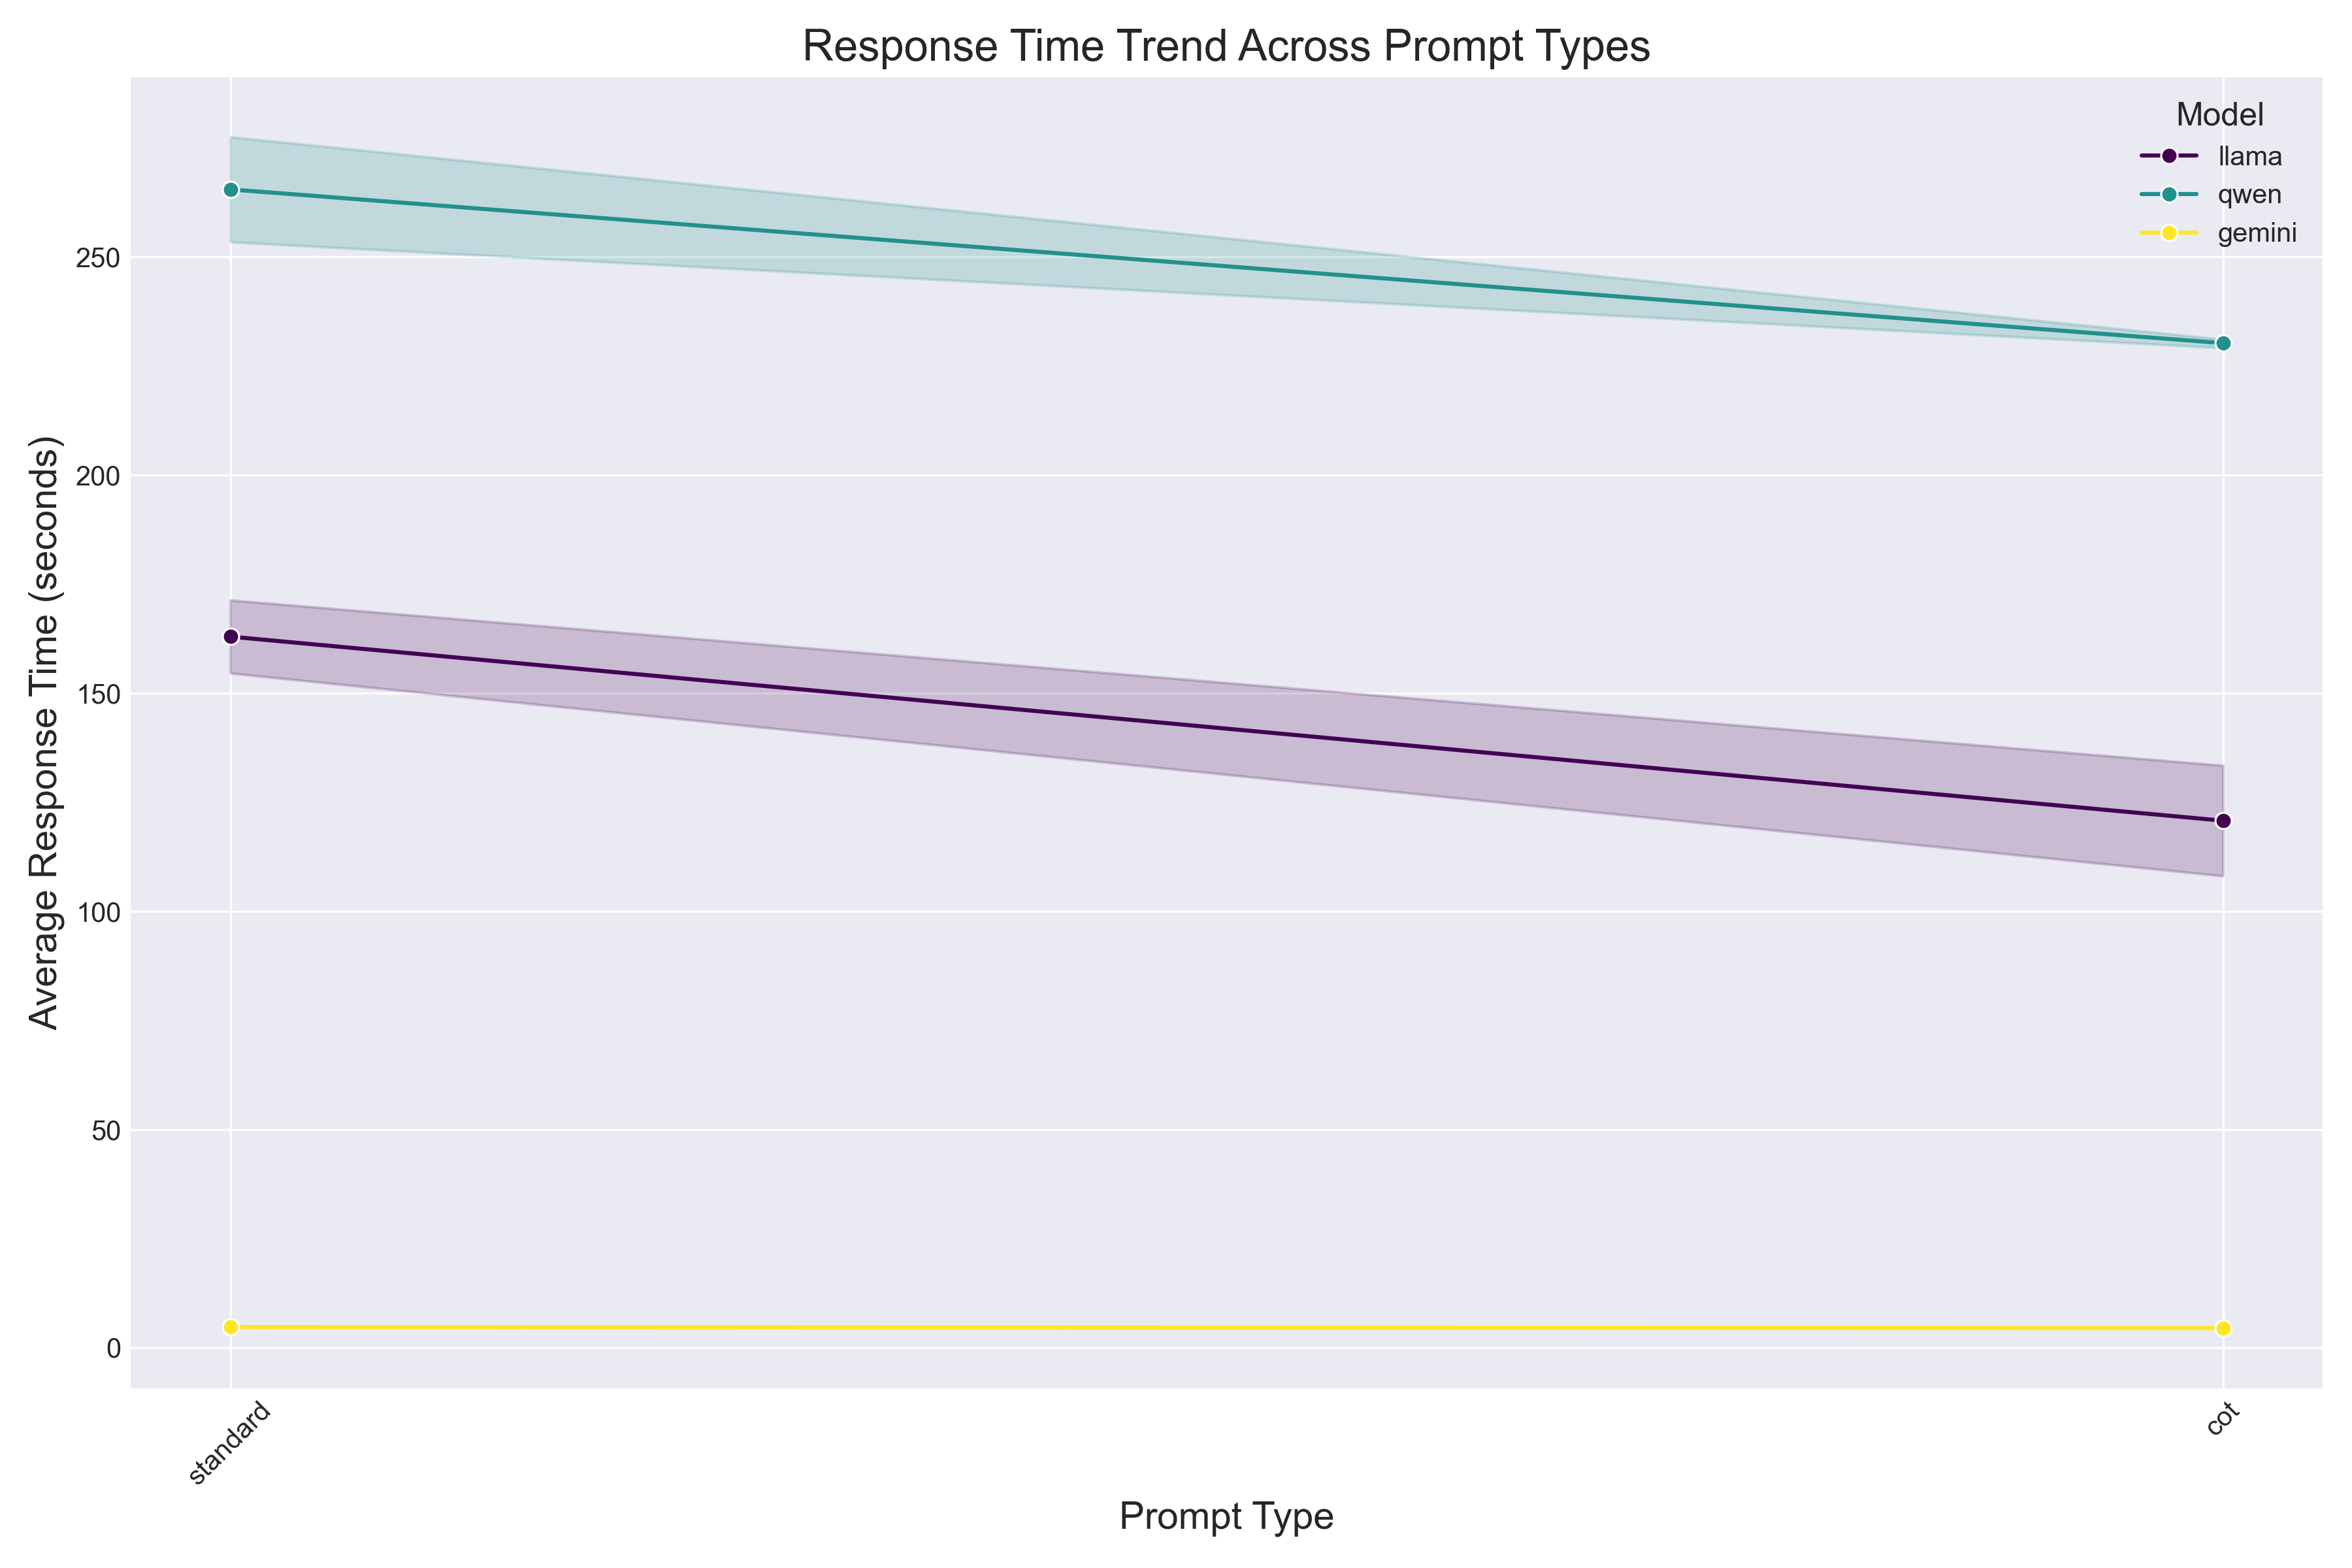 Response Time Trend Across Prompt Types
Model
llama
qwen
gemini
Average Response Time (seconds)
250
200
150
100
50
0
standard
cot
Prompt Type